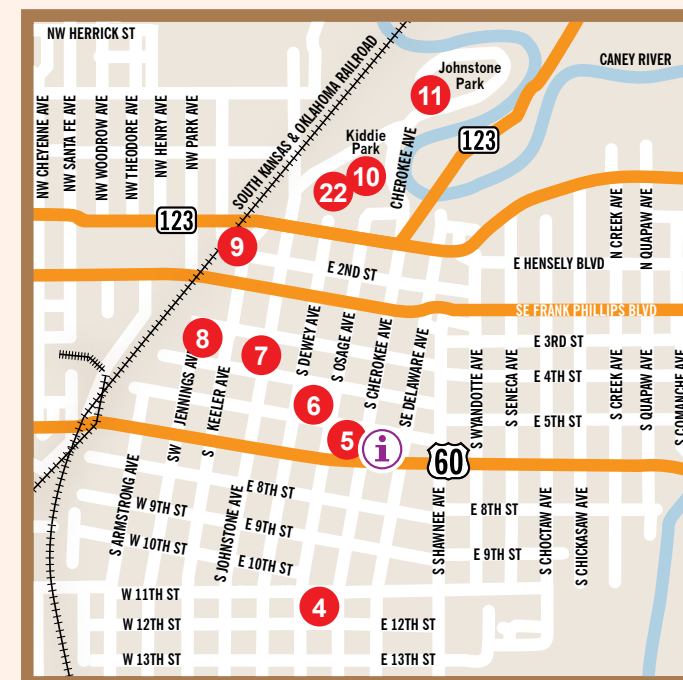 NW HERRICK ST
CANEY RIVER
Johnstone
Park
11
SOUTH KANSAS & OKLAHOMA RAILROAD
NW CHEYENNE AVE
NW SANTA FE AVE
NW WOODROW AVE
NW THEODORE AVE
NW HENRY AVE
NW PARK AVE
Kiddie
Park
10
22
CHEROKEE AVE
123
123
9
E 2ND ST
E HENSELY BLVD
N CREEK AVE
N QUAPAW AVE
SE FRANK PHILLIPS BLVD
8
7
6
5
i
60
S DEWEY AVE
S OSAGE AVE
S CHEROKEE AVE
SE DELAWARE AVE
S WYANDOTTE AVE
S SENECA AVE
E 3RD ST
E 4TH ST
E 5TH ST
S CREEK AVE
S QUAPAW AVE
S COMANCHE AVE
SW JENNINGS AVE
S KEELER AVE
S ARMSTRONG AVE
S JOHNSTONE AVE
W 9TH ST
W 10TH ST
E 8TH ST
E 9TH ST
E 10TH ST
S SHAWNEE AVE
E 8TH ST
E 9TH ST
S CHOCTAW AVE
S CHICKASAW AVE
4
W 11TH ST
W 12TH ST
E 12TH ST
W 13TH ST
E 13TH ST